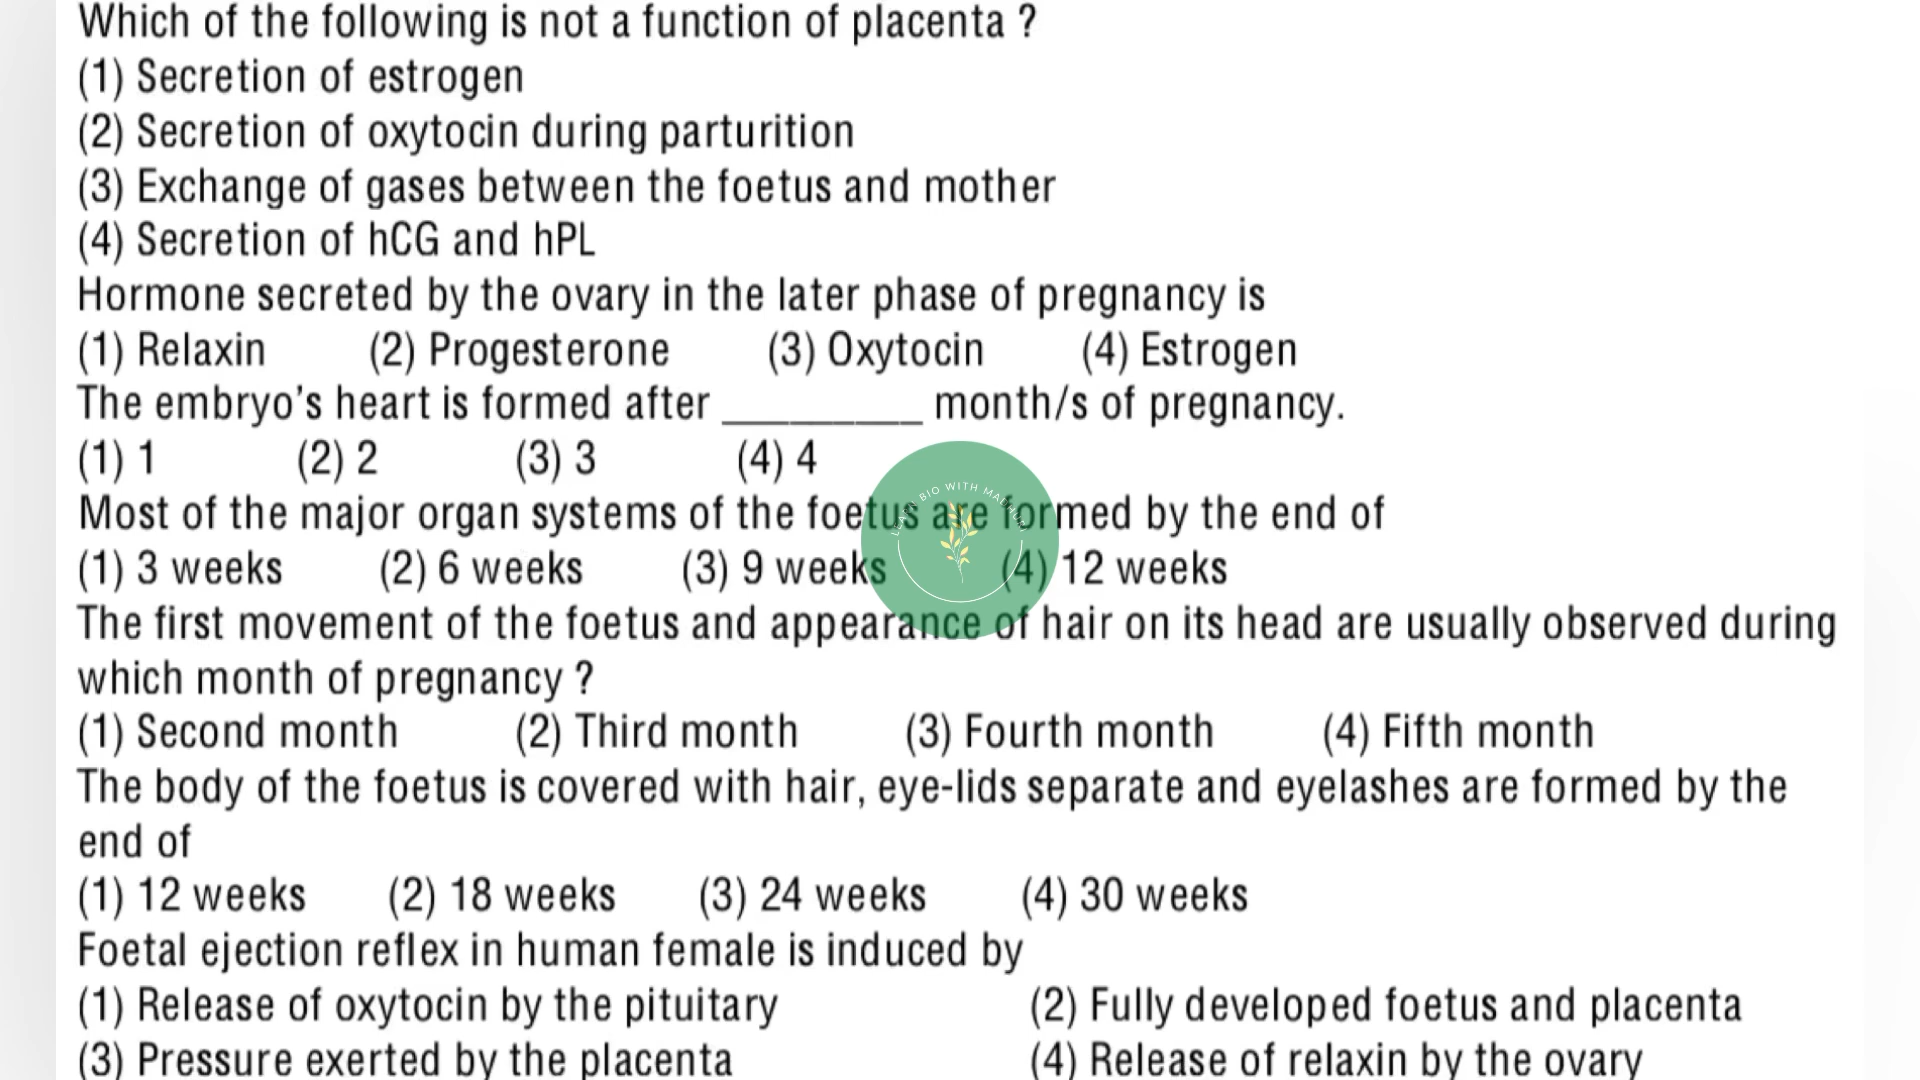 Which of the following is not a function of placenta ?
(1) Secretion of estrogen
(2) Secretion of oxytocin during parturition
(3) Exchange of gases between the foetus and mother
(4) Secretion of hCG and hPL
Hormone secreted by the ovary in the later phase of pregnancy is
(1) Relaxin (2) Progesterone (3) Oxytocin (4) Estrogen
The embryo's heart is formed after ________ month/s of pregnancy.
(1) 1 (2) 2 (3) 3 (4) 4
BIO WITH
Most of the major organ systems of the foetus are formed by the end of
(1) 3 weeks (2) 6 weeks (3) 9 weeks (4) 12 weeks
The first movement of the foetus and appearance of hair on its head are usually observed during
which month of pregnancy ?
(1) Second month (2) Third month (3) Fourth month (4) Fifth month
The body of the foetus is covered with hair, eye-lids separate and eyelashes are formed by the
end of
(1) 12 weeks (2) 18 weeks (3) 24 weeks (4) 30 weeks
Foetal ejection reflex in human female is induced by
(1) Release of oxytocin by the pituitary (2) Fully developed foetus and placenta
(3) Pressure exerted by the placenta (4) Release of relaxin by the ovary